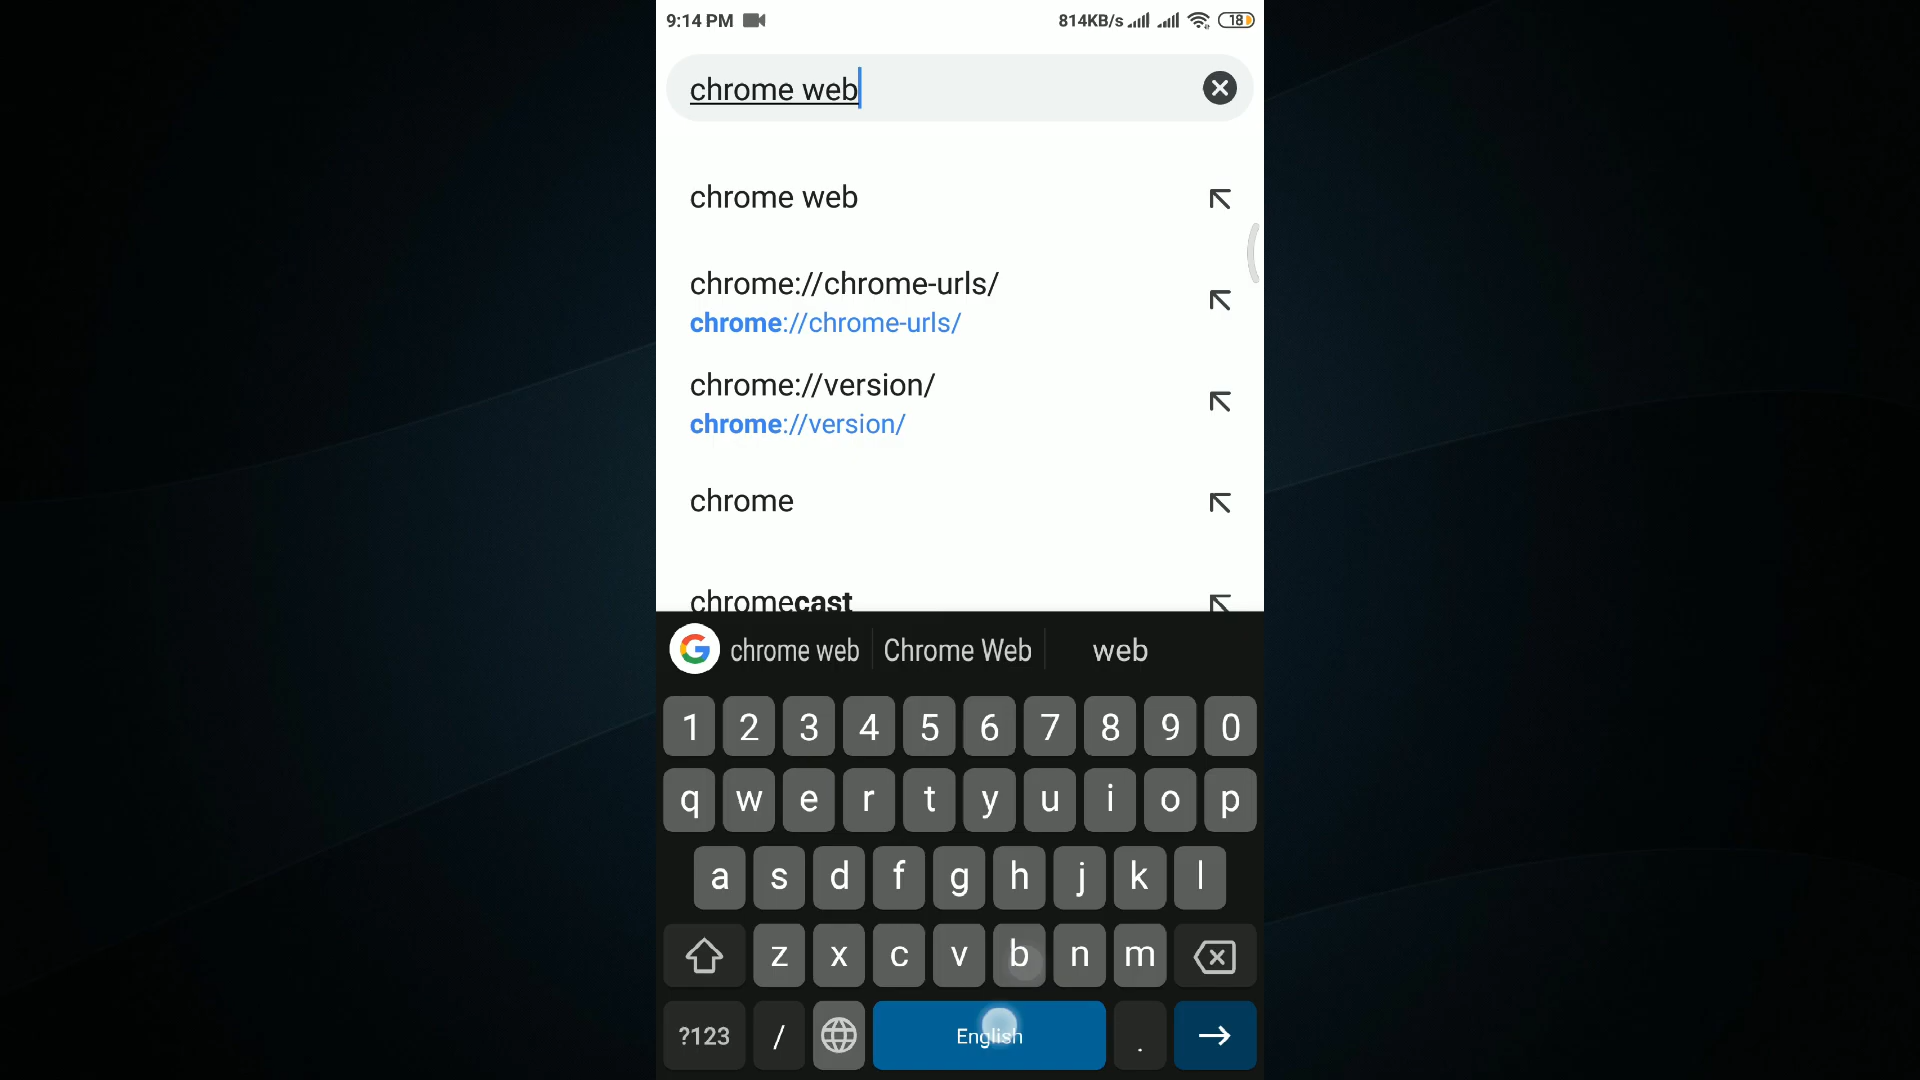 9:14 PM
814KB/s
18
chrome web
chrome web
chrome://chrome-urls/
chrome://chrome-urls/
chrome://version/
chrome://version/
chrome
chromecast
G chrome web Chrome Web web
1 2 3 4 5 6 7 8 9 0
q w e r t y u i o p
a s d f g h j k l
z x c v b n m
?123 / English .